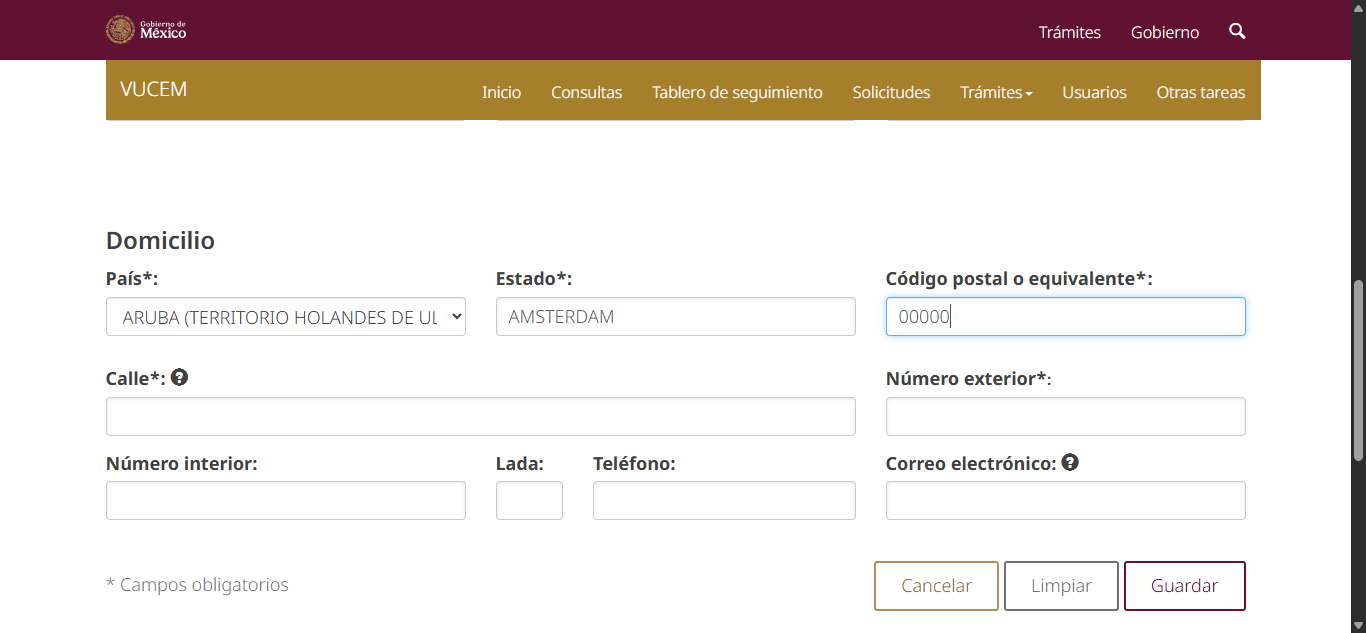 Gobierno de
México
Trámites
Gobierno
VUCEM
Inicio
Consultas
Tablero de seguimiento
Solicitudes
Trámites
Usuarios
Otras tareas
Domicilio
País*:
Estado*:
Código postal o equivalente*:
ARUBA (TERRITORIO HOLANDES DE UL
AMSTERDAM
00000
Calle*:
Número exterior*:
Número interior:
Lada:
Teléfono:
Correo electrónico:
* Campos obligatorios
Cancelar
Limpiar
Guardar